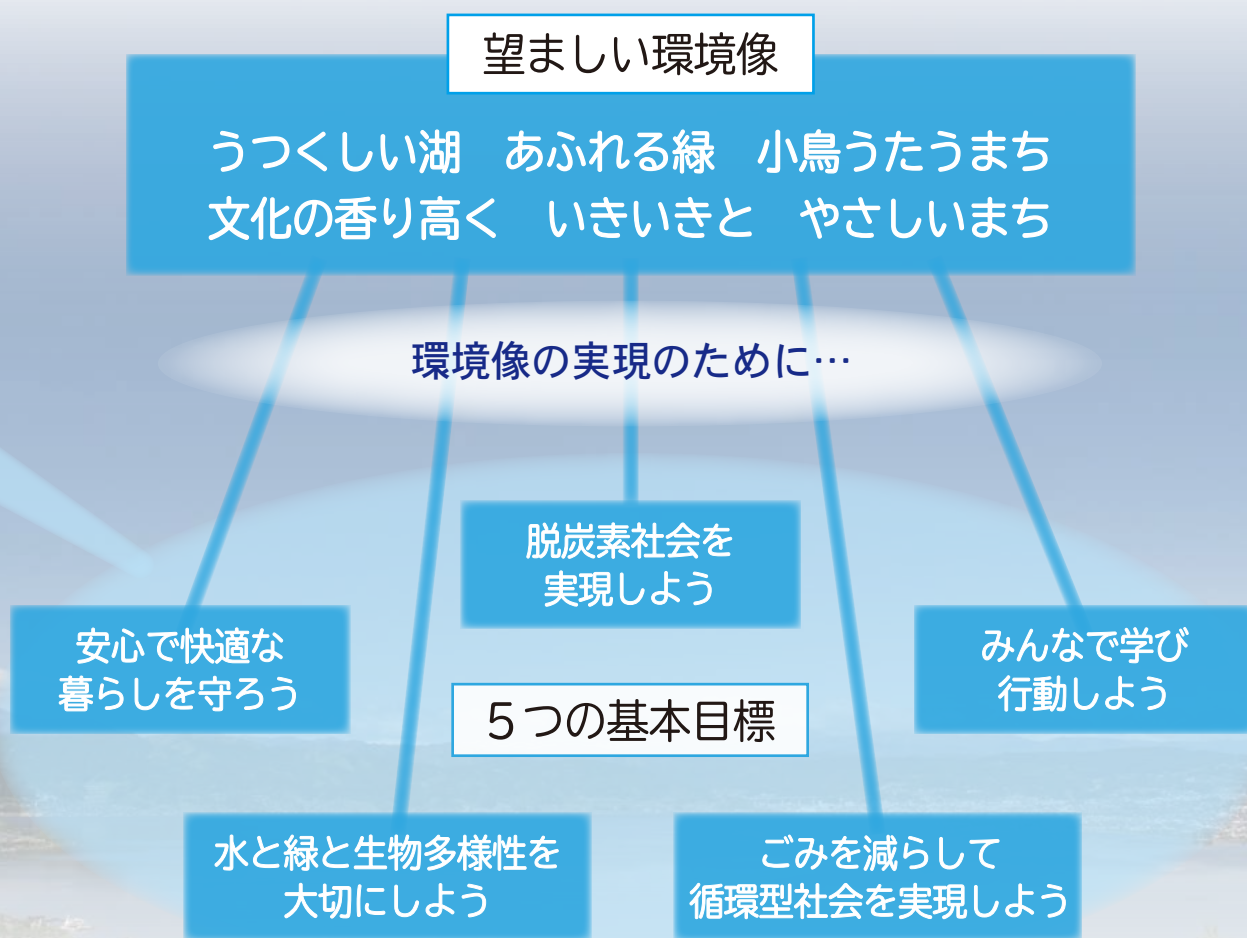 望ましい環境像
うつくしい湖　あふれる緑　小鳥うたうまち
文化の香り高く　いきいきと　やさしいまち
環境像の実現のために…
脱炭素社会を
実現しよう
安心で快適な
暮らしを守ろう
みんなで学び
行動しよう
５つの基本目標
水と緑と生物多様性を
大切にしよう
ごみを減らして
循環型社会を実現しよう